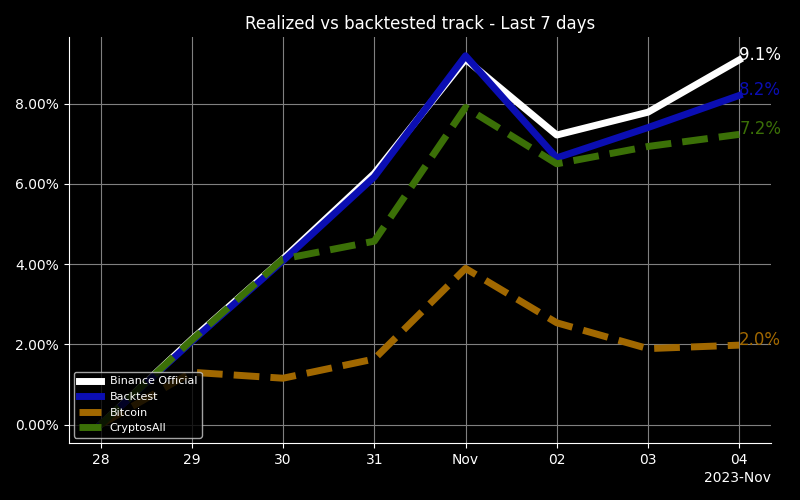 Realized vs backtested track - Last 7 days
9.1%
8.2%
8.00%
7.2%
6.00%
4.00%
2.00%
2.0%
0.00%
Binance Official
Backtest
Bitcoin
CryptosAll
28 29 30 31 Nov 02 03 04
2023-Nov